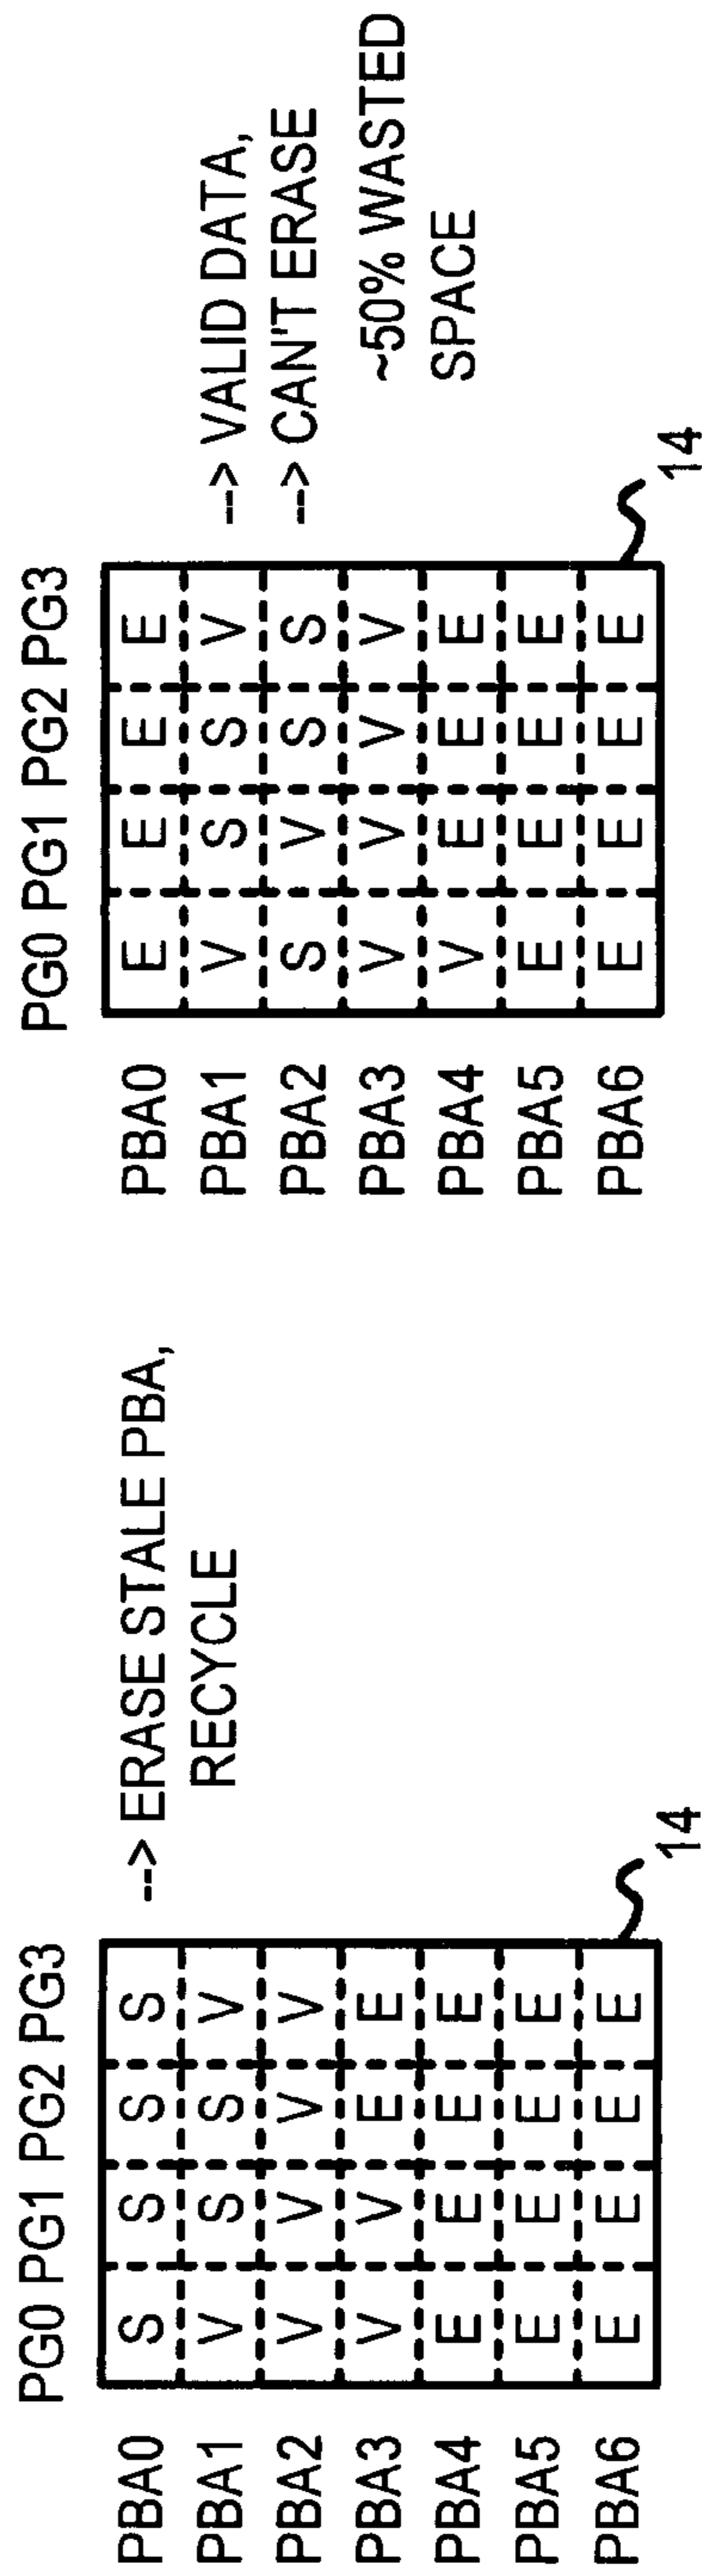 PG0 PG1 PG2 PG3
PBA0 S S S S --> ERASE STALE PBA,
PBA1 V S S V RECYCLE
PBA2 V V V V
PBA3 V V E E
PBA4 E E E E
PBA5 E E E E
PBA6 E E E E
14
PG0 PG1 PG2 PG3
PBA0 E E E E
PBA1 V S S V --> VALID DATA,
PBA2 S V S S --> CAN'T ERASE
PBA3 V V V V ~50% WASTED
PBA4 V E E E SPACE
PBA5 E E E E
PBA6 E E E E
14